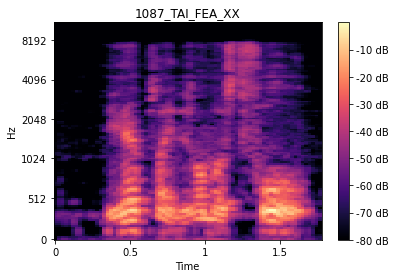 1087_TAI_FEA_XX
8192
4096
2048
1024
512
0
Hz
0
0.5
1
1.5
Time
-10 dB
-20 dB
-30 dB
-40 dB
-50 dB
-60 dB
-70 dB
-80 dB